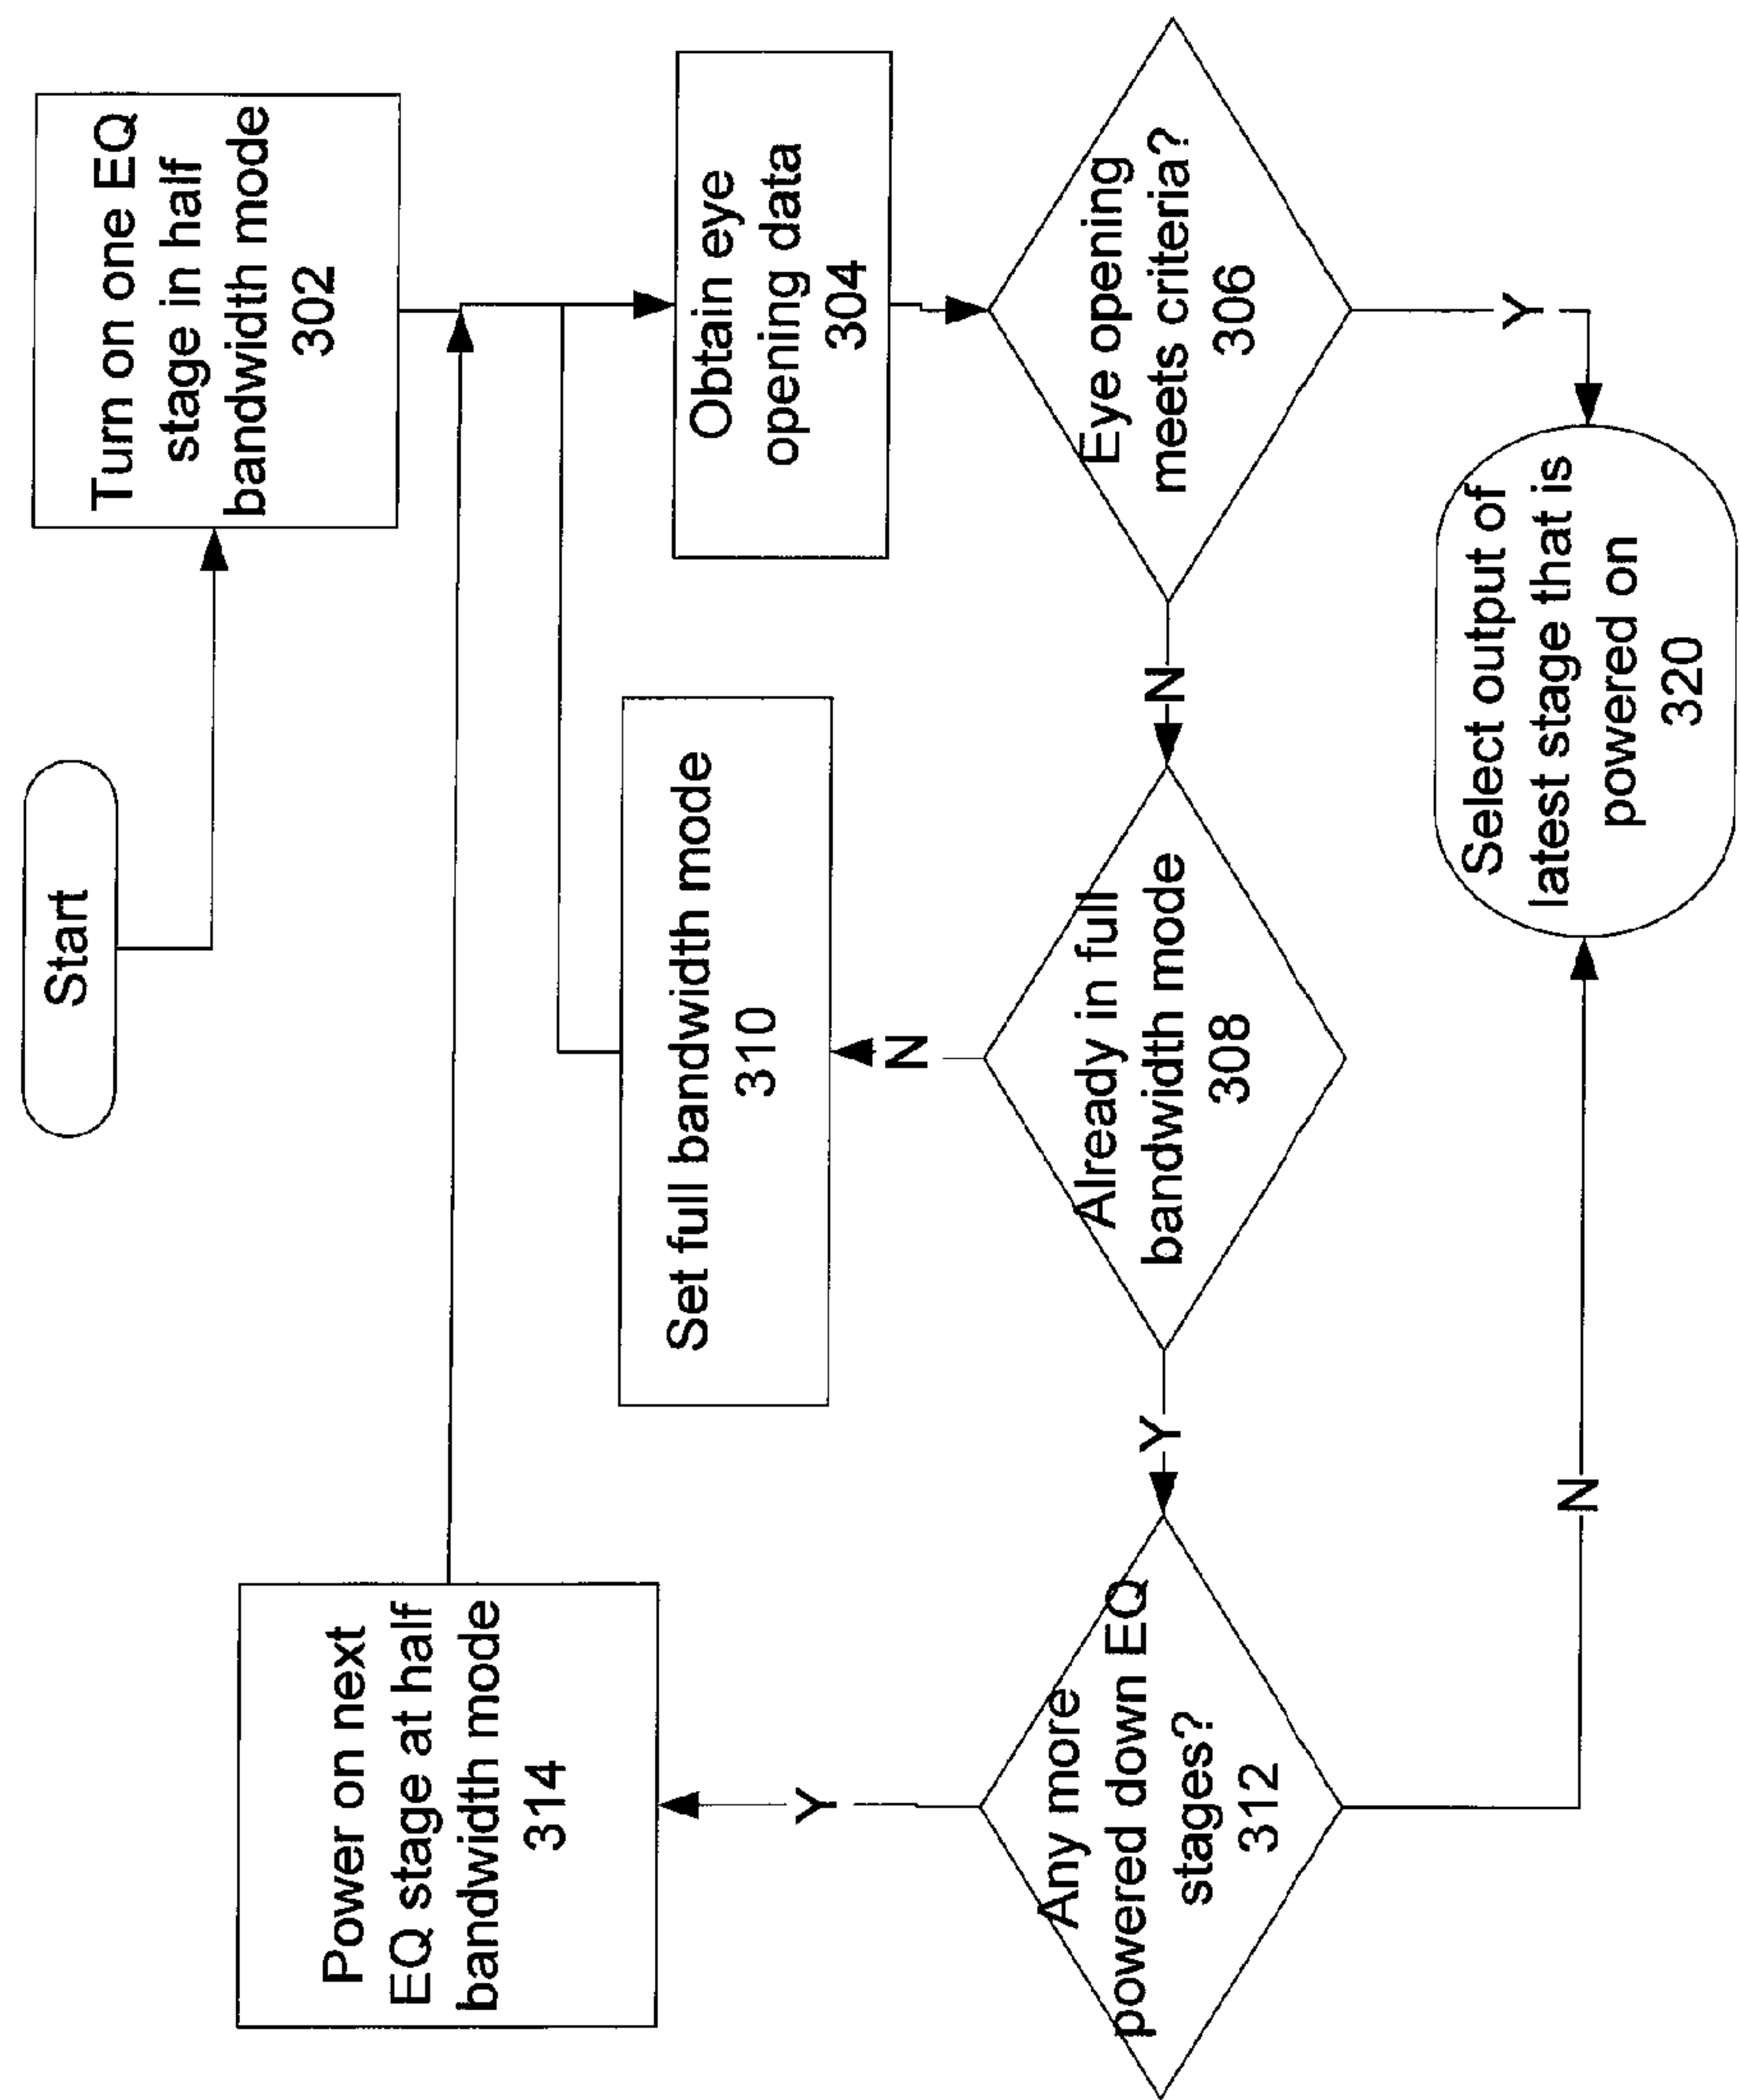 Start
Turn on one EQ
stage in half
bandwidth mode
302
Obtain eye
opening data
304
Eye opening
meets criteria?
306
Y
N
Already in full
bandwidth mode
308
N
Set full bandwidth mode
310
Y
Any more
powered down EQ
stages?
312
Y
Power on next
EQ stage at half
bandwidth mode
314
N
Select output of
latest stage that is
powered on
320